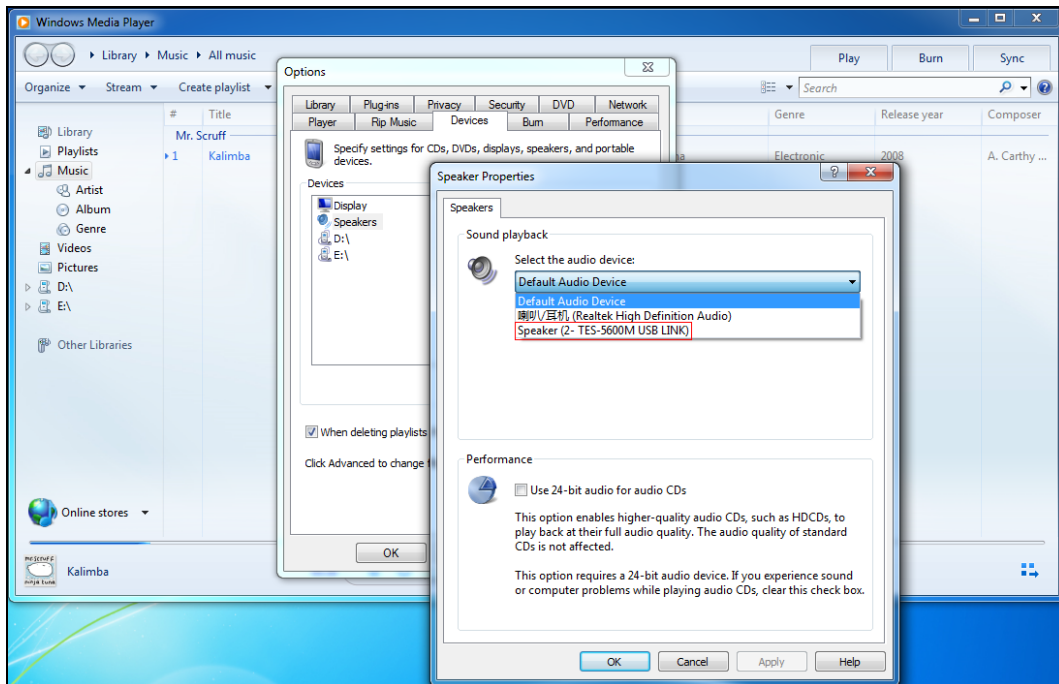 Windows Media Player
Library Music All music
Play Burn Sync
Organize Stream Create playlist
Search
# Title Genre Release year Composer
Library
Playlists
Music
Artist
Album
Genre
Videos
Pictures
D:\
E:\
Other Libraries
Online stores
Kalimba
Mr. Scruff
1 Kalimba Electronic 2008 A. Carthy ...
Options
Library Plug-ins Privacy Security DVD Network
Player Rip Music Devices Burn Performance
Specify settings for CDs, DVDs, displays, speakers, and portable
devices.
Devices
Display
Speakers
D:\
E:\
When deleting playlists
Click Advanced to change
OK
Speaker Properties
Speakers
Sound playback
Select the audio device:
Default Audio Device
Default Audio Device
喇叭/耳机 (Realtek High Definition Audio)
Speaker (2- TES-5600M USB LINK)
Performance
Use 24-bit audio for audio CDs
This option enables higher-quality audio CDs, such as HDCDs, to
play back at their full audio quality. The audio quality of standard
CDs is not affected.
This option requires a 24-bit audio device. If you experience sound
or computer problems while playing audio CDs, clear this check box.
OK Cancel Apply Help